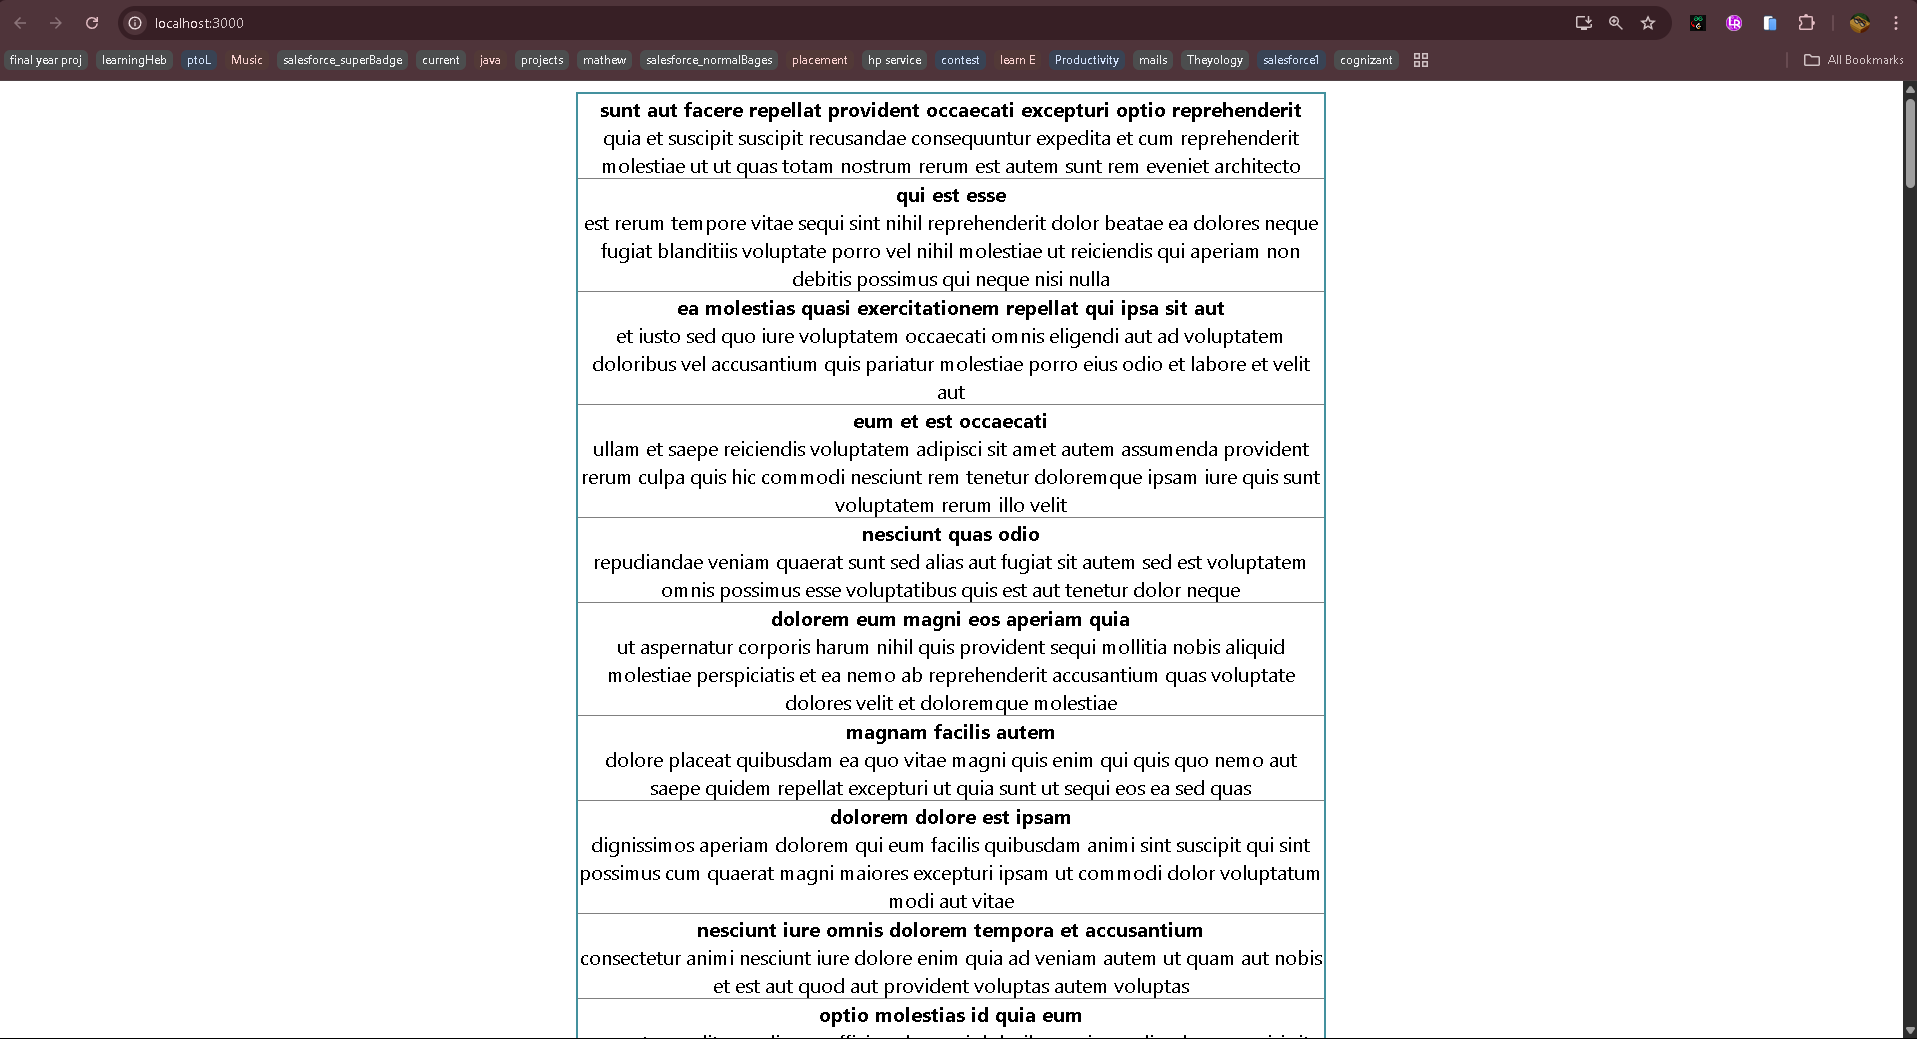 localhost:3000
final year proj learningHeb ptoL Music salesforce_superBadge current java projects mathew salesforce_normalBages placement hp service contest learn E Productivity mails Theyology salesforce1 cognizant All Bookmarks
sunt aut facere repellat provident occaecati excepturi optio reprehenderit
quia et suscipit suscipit recusandae consequuntur expedita et cum reprehenderit
molestiae ut ut quas totam nostrum rerum est autem sunt rem eveniet architecto
qui est esse
est rerum tempore vitae sequi sint nihil reprehenderit dolor beatae ea dolores neque
fugiat blanditiis voluptate porro vel nihil molestiae ut reiciendis qui aperiam non
debitis possimus qui neque nisi nulla
ea molestias quasi exercitationem repellat qui ipsa sit aut
et iusto sed quo iure voluptatem occaecati omnis eligendi aut ad voluptatem
doloribus vel accusantium quis pariatur molestiae porro eius odio et labore et velit
aut
eum et est occaecati
ullam et saepe reiciendis voluptatem adipisci sit amet autem assumenda provident
rerum culpa quis hic commodi nesciunt rem tenetur doloremque ipsam iure quis sunt
voluptatem rerum illo velit
nesciunt quas odio
repudiandae veniam quaerat sunt sed alias aut fugiat sit autem sed est voluptatem
omnis possimus esse voluptatibus quis est aut tenetur dolor neque
dolorem eum magni eos aperiam quia
ut aspernatur corporis harum nihil quis provident sequi mollitia nobis aliquid
molestiae perspiciatis et ea nemo ab reprehenderit accusantium quas voluptate
dolores velit et doloremque molestiae
magnam facilis autem
dolore placeat quibusdam ea quo vitae magni quis enim qui quis quo nemo aut
saepe quidem repellat excepturi ut quia sunt ut sequi eos ea sed quas
dolorem dolore est ipsam
dignissimos aperiam dolorem qui eum facilis quibusdam animi sint suscipit qui sint
possimus cum quaerat magni maiores excepturi ipsam ut commodi dolor voluptatum
modi aut vitae
nesciunt iure omnis dolorem tempora et accusantium
consectetur animi nesciunt iure dolore enim quia ad veniam autem ut quam aut nobis
et est aut quod aut provident voluptas autem voluptas
optio molestias id quia eum